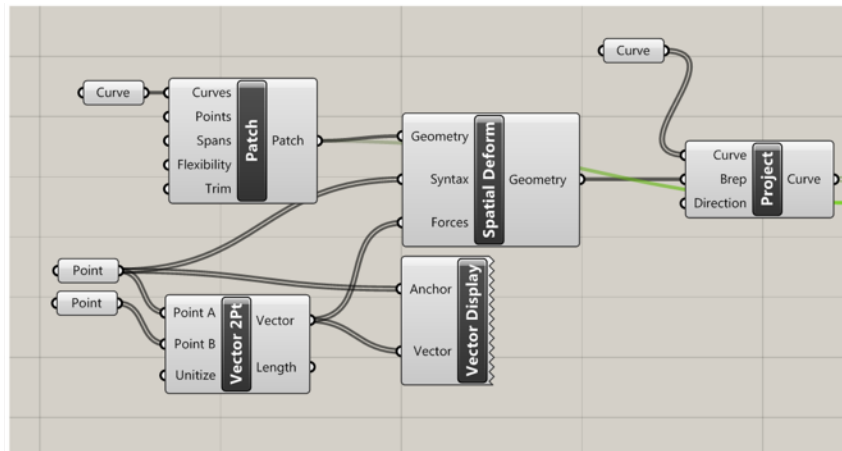 Curve
Curve
Curves
Points
Spans
Flexibility
Trim
Patch
Patch
Geometry
Syntax
Forces
Spatial Deform
Geometry
Curve
Brep
Direction
Project
Curve
Point
Point
Point A
Point B
Unitize
Vector 2Pt
Vector
Length
Anchor
Vector
Vector Display